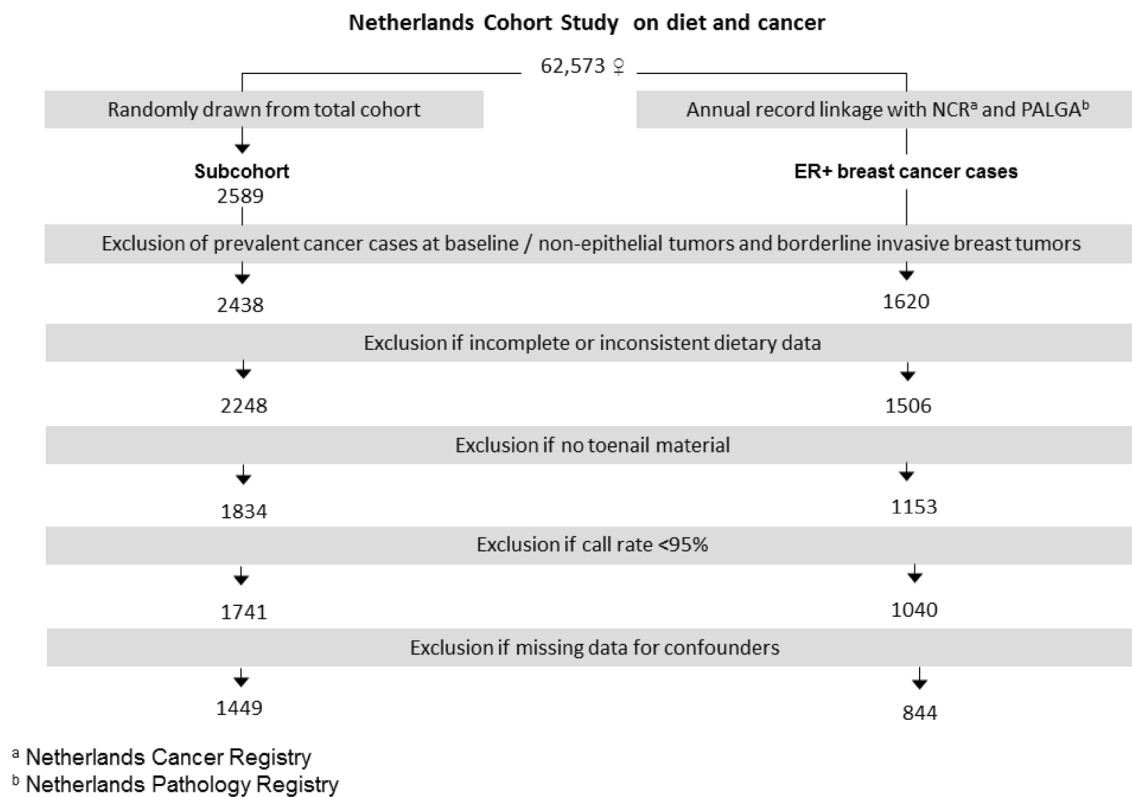 Netherlands Cohort Study on diet and cancer
62,573 ♀
Randomly drawn from total cohort
Annual record linkage with NCRᵃ and PALGAᵇ
Subcohort
ER+ breast cancer cases
2589
Exclusion of prevalent cancer cases at baseline / non-epithelial tumors and borderline invasive breast tumors
2438
1620
Exclusion if incomplete or inconsistent dietary data
2248
1506
Exclusion if no toenail material
1834
1153
Exclusion if call rate <95%
1741
1040
Exclusion if missing data for confounders
1449
844
ᵃ Netherlands Cancer Registry
ᵇ Netherlands Pathology Registry